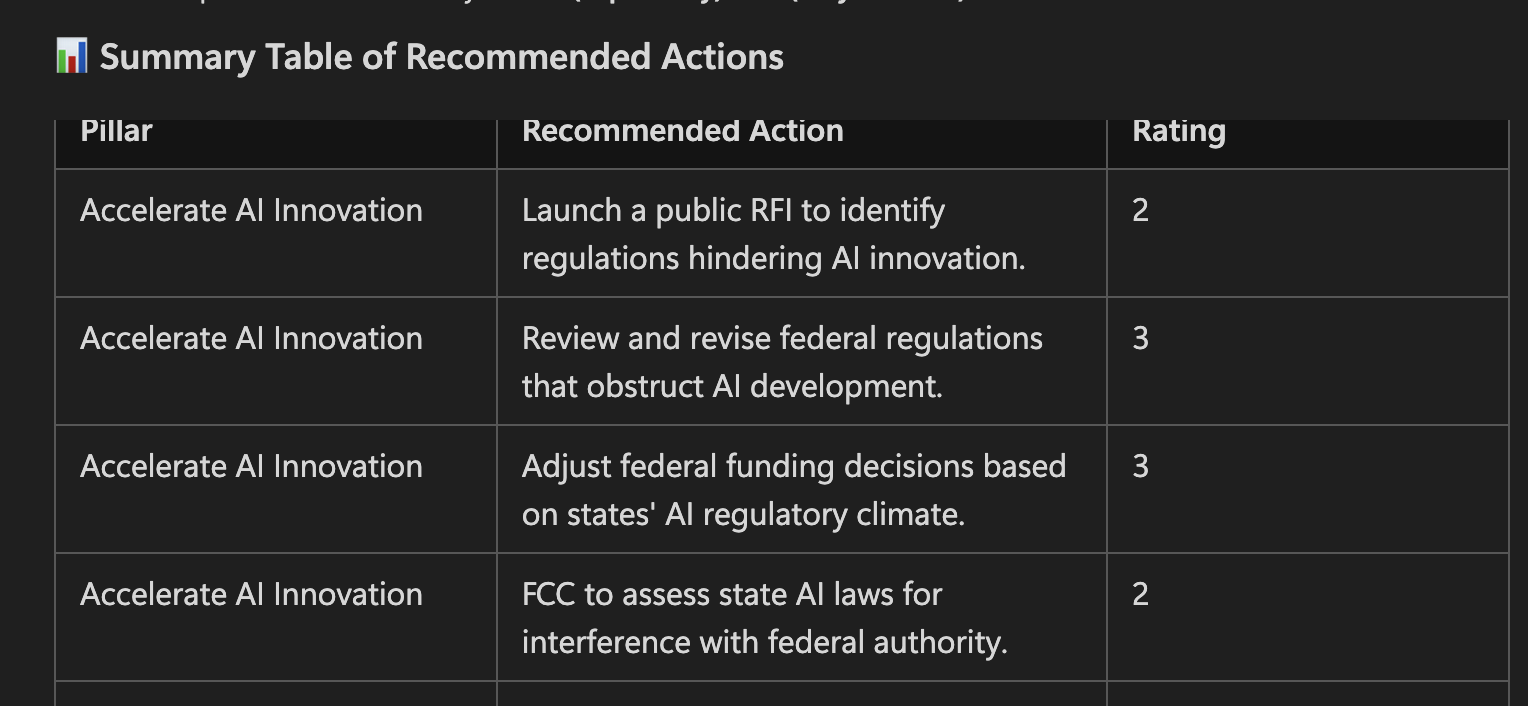 Summary Table of Recommended Actions
Pillar Recommended Action Rating
Accelerate AI Innovation Launch a public RFI to identify 2
regulations hindering AI innovation.
Accelerate AI Innovation Review and revise federal regulations 3
that obstruct AI development.
Accelerate AI Innovation Adjust federal funding decisions based 3
on states' AI regulatory climate.
Accelerate AI Innovation FCC to assess state AI laws for 2
interference with federal authority.